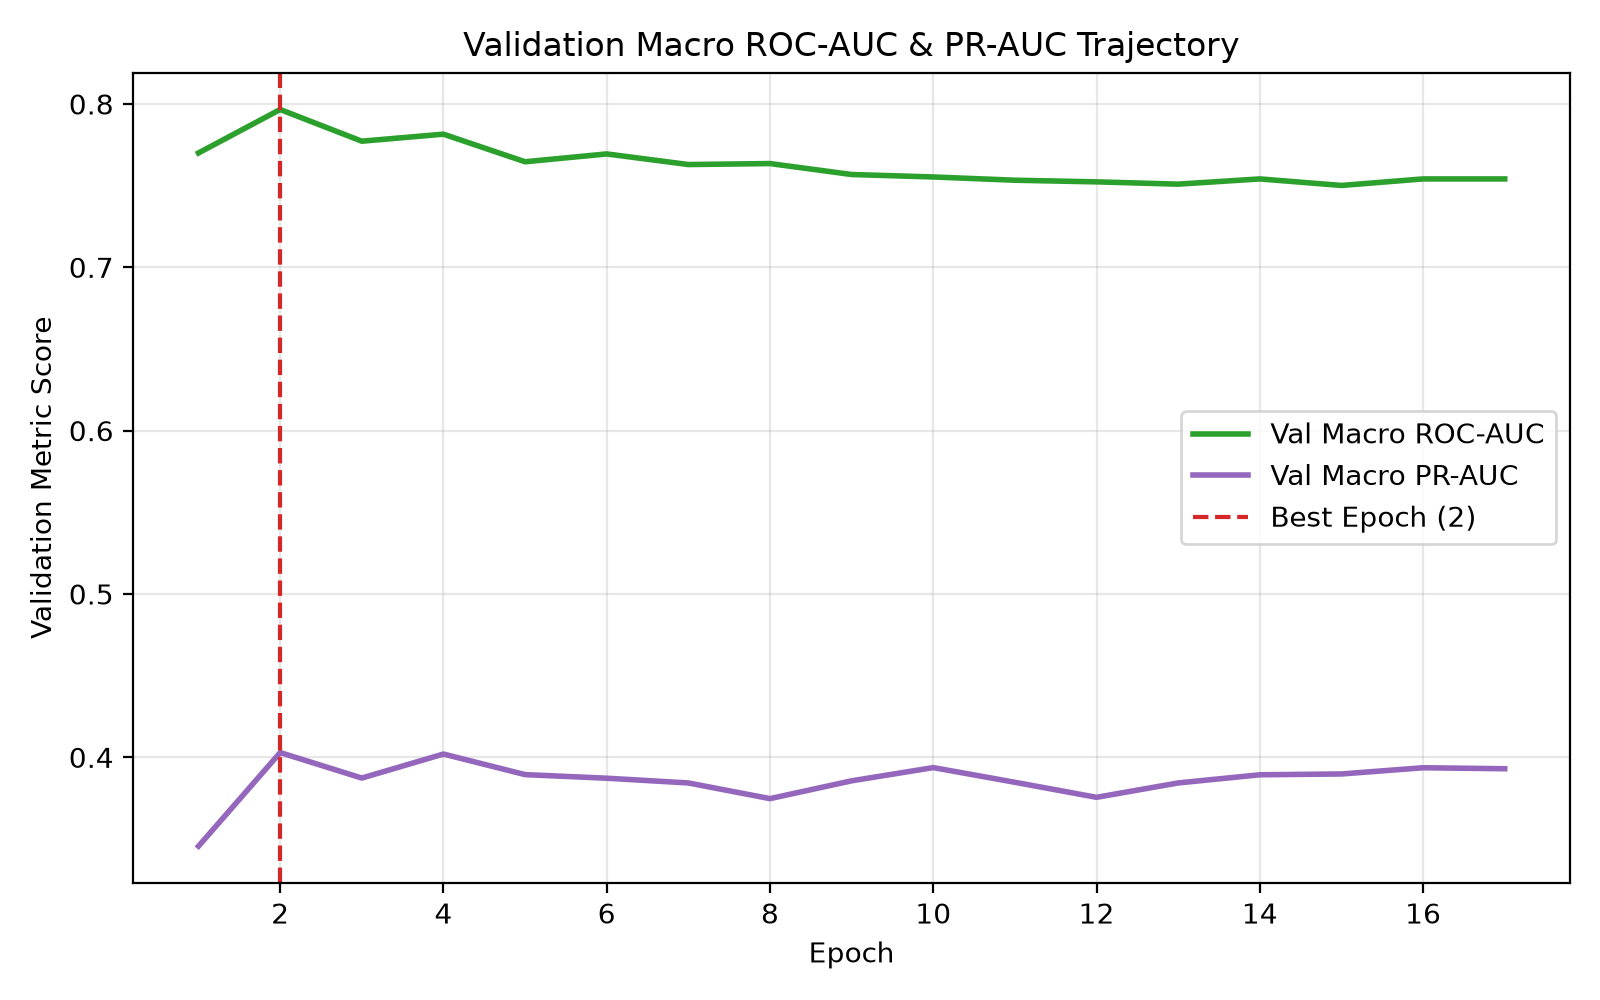 Validation Macro ROC-AUC & PR-AUC Trajectory
Validation Metric Score
0.8
0.7
0.6
0.5
0.4
Val Macro ROC-AUC
Val Macro PR-AUC
Best Epoch (2)
2 4 6 8 10 12 14 16
Epoch